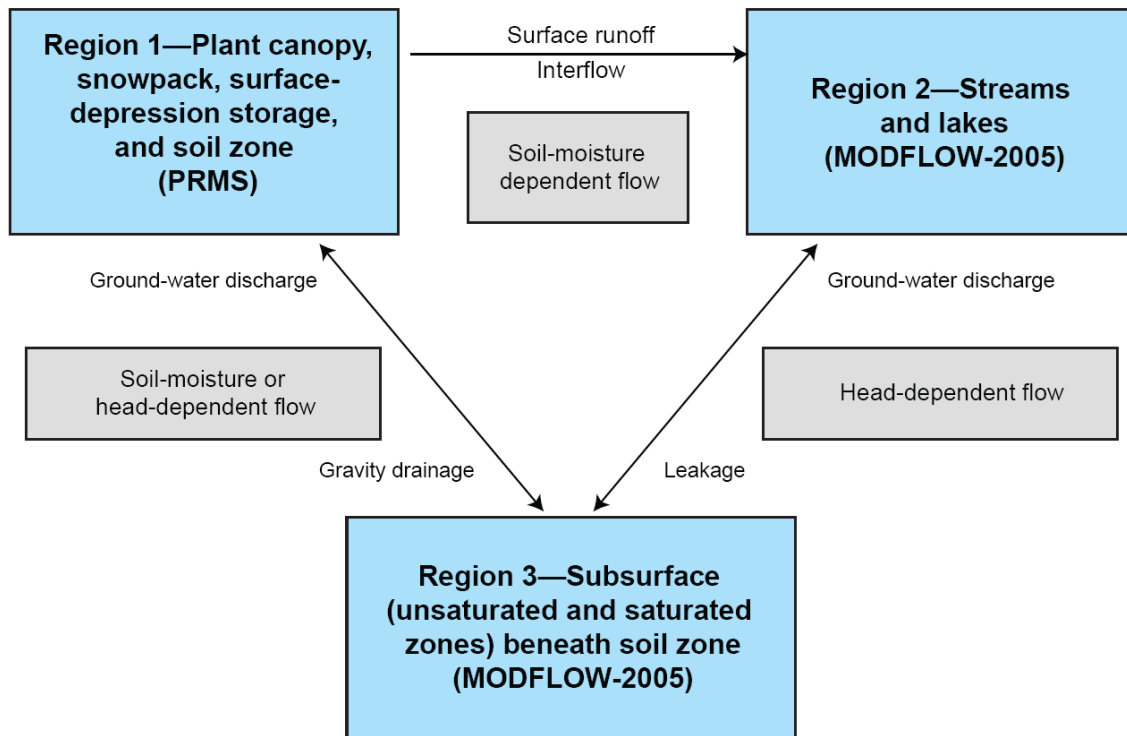 Region 1—Plant canopy,
snowpack, surface-
depression storage,
and soil zone
(PRMS)
Surface runoff
Interflow
Soil-moisture
dependent flow
Region 2—Streams
and lakes
(MODFLOW-2005)
Ground-water discharge
Ground-water discharge
Soil-moisture or
head-dependent flow
Head-dependent flow
Gravity drainage
Leakage
Region 3—Subsurface
(unsaturated and saturated
zones) beneath soil zone
(MODFLOW-2005)